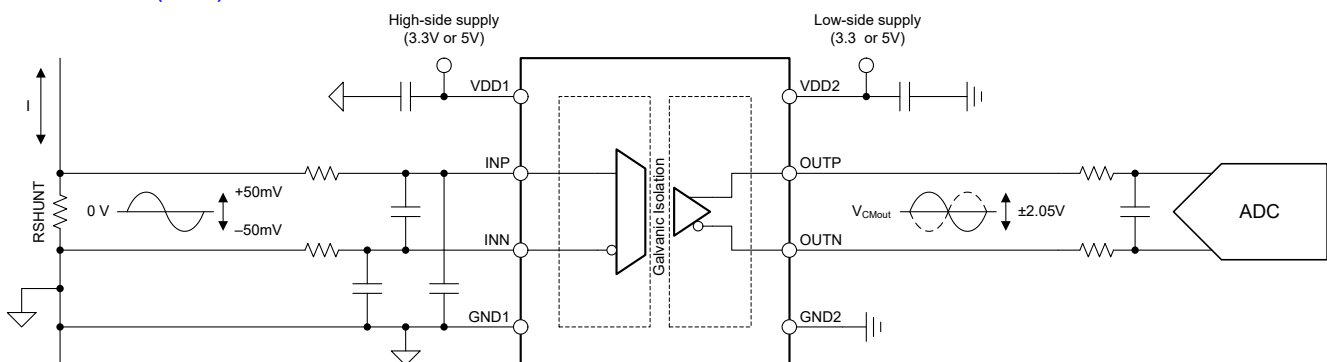 High-side supply
(3.3V or 5V)
Low-side supply
(3.3 or 5V)
VDD1
VDD2
I
INP
OUTP
RSHUNT
0 V
+50mV
–50mV
Galvanic Isolation
VCMout
±2.05V
ADC
INN
OUTN
GND1
GND2